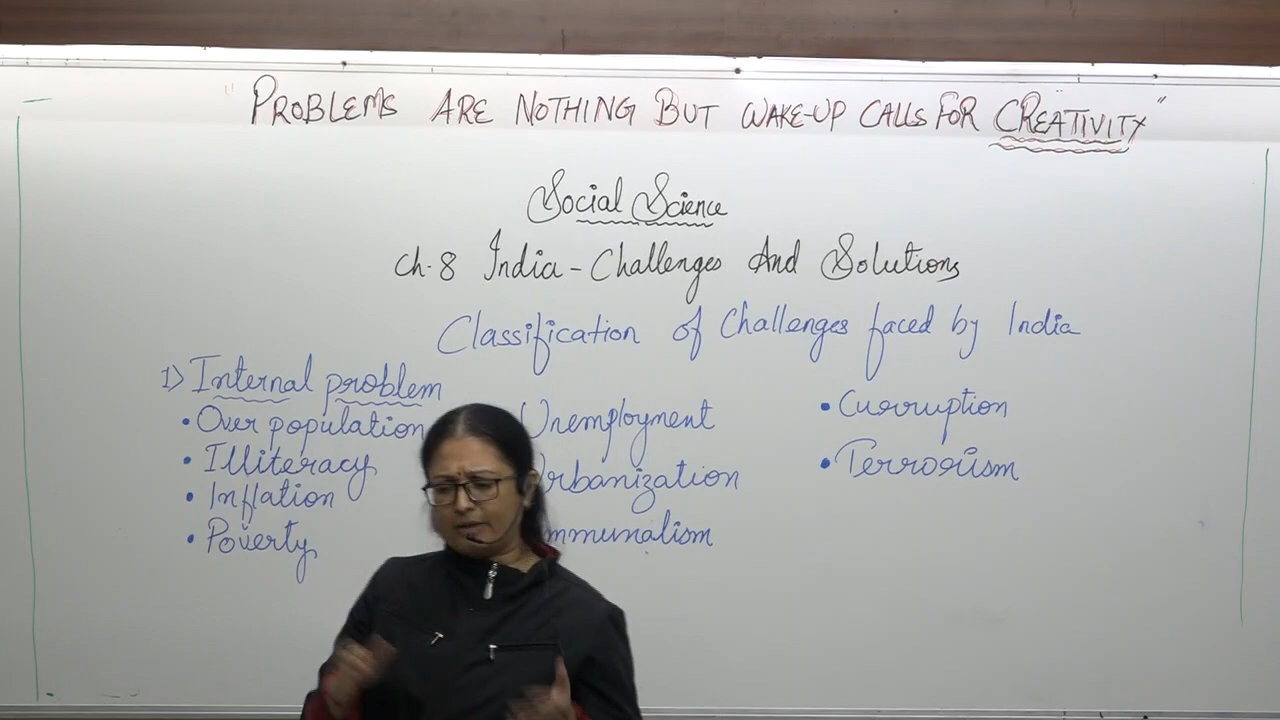 "PROBLEMS ARE NOTHING BUT WAKE-UP CALLS FOR CREATIVITY"
Social Science
Ch-8 India - Challenges And Solutions
Classification of Challenges faced by India
1) Internal problem
• Over population
• Illiteracy
• Inflation
• Poverty
Unemployment
rbanization
mmunalism
• Curruption
• Terrorism